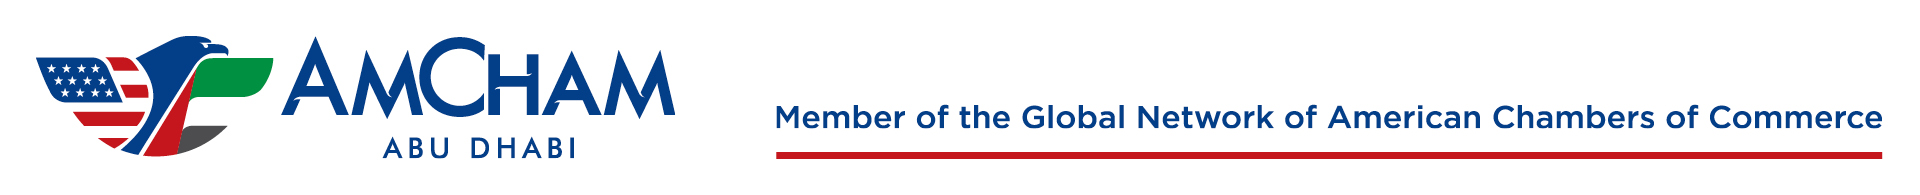 AMCHAM
ABU DHABI
Member of the Global Network of American Chambers of Commerce